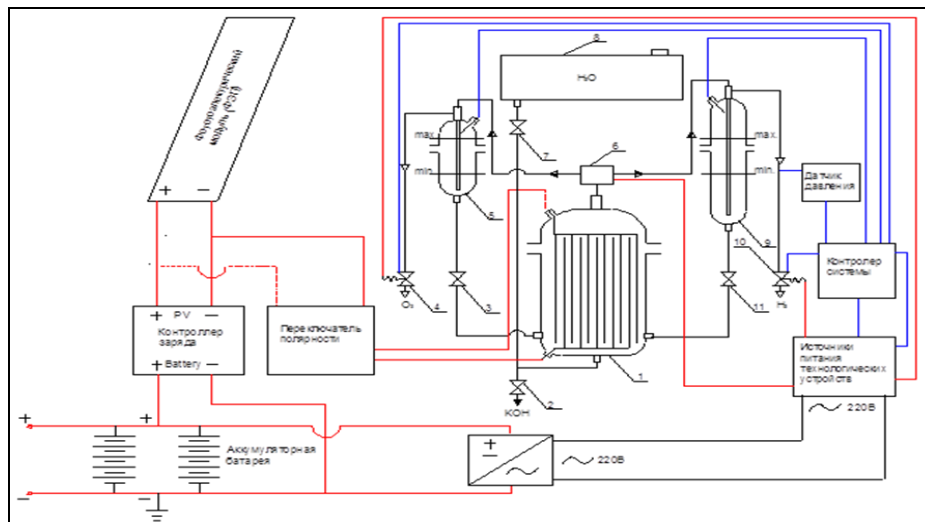 Фотоэлектрический
модуль (ФЭП)
+ −
8
H₂O
max
min
5
7
6
max.
min.
Датчик
давления
10
9
Контролер
системы
4
O₂
3
11
H₂
+ PV −
Контроллер
заряда
+ Battery −
Переключатель
полярности
1
2
КОН
Источники
питания
технологических
устройств
220В
+
+
Аккумуляторная
батарея
−
−
+
−
220В